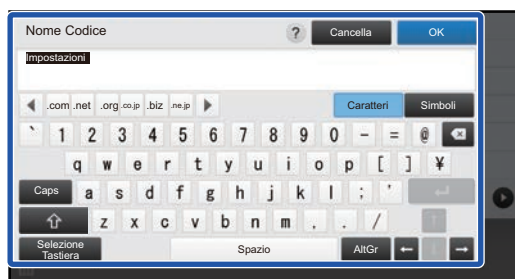 Nome Codice ? Cancella OK
Impostazioni
.com .net .org .co.jp .biz .ne.jp Caratteri Simboli
` 1 2 3 4 5 6 7 8 9 0 - = @
q w e r t y u i o p [ ] ¥
Caps a s d f g h j k l ; '
z x c v b n m , . /
Selezione Tastiera Spazio AltGr